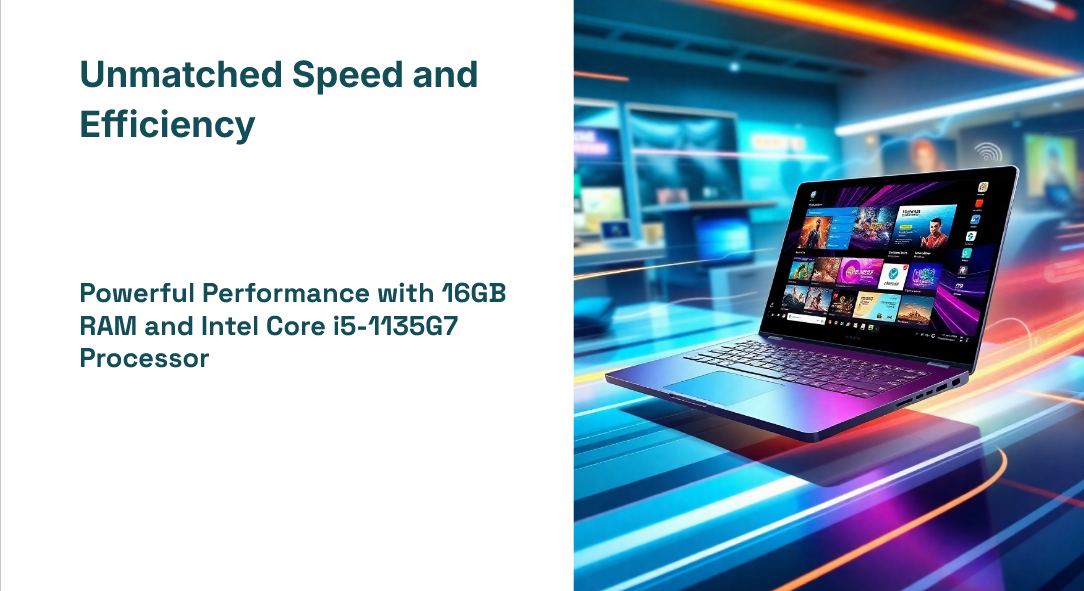 Unmatched Speed and
Efficiency
Powerful Performance with 16GB
RAM and Intel Core i5-1135G7
Processor